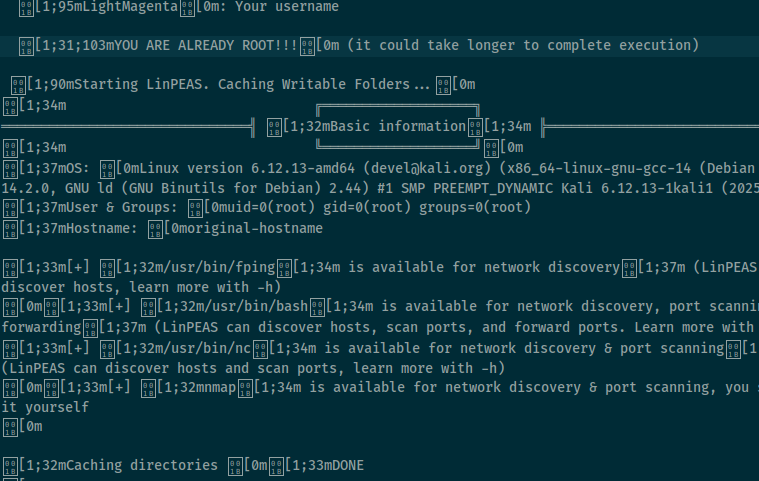 ␛[1;95mLightMagenta␛[0m: Your username
␛[1;31;103mYOU ARE ALREADY ROOT!!!␛[0m (it could take longer to complete execution)
␛[1;90mStarting LinPEAS. Caching Writable Folders...␛[0m
␛[1;34m                              ╔═══════════════════╗
══════════════════════════════╣ ␛[1;32mBasic information␛[1;34m ╠══════════════════════════
␛[1;34m                              ╚═══════════════════╝␛[0m
␛[1;37mOS: ␛[0mLinux version 6.12.13-amd64 (devel@kali.org) (x86_64-linux-gnu-gcc-14 (Debian
14.2.0, GNU ld (GNU Binutils for Debian) 2.44) #1 SMP PREEMPT_DYNAMIC Kali 6.12.13-1kali1 (2025
␛[1;37mUser & Groups: ␛[0muid=0(root) gid=0(root) groups=0(root)
␛[1;37mHostname: ␛[0moriginal-hostname
␛[1;33m[+] ␛[1;32m/usr/bin/fping␛[1;34m is available for network discovery␛[1;37m (LinPEAS
discover hosts, learn more with -h)
␛[0m␛[1;33m[+] ␛[1;32m/usr/bin/bash␛[1;34m is available for network discovery, port scanni
forwarding␛[1;37m (LinPEAS can discover hosts, scan ports, and forward ports. Learn more with
␛[1;33m[+] ␛[1;32m/usr/bin/nc␛[1;34m is available for network discovery & port scanning␛[1
(LinPEAS can discover hosts and scan ports, learn more with -h)
␛[0m␛[1;33m[+] ␛[1;32mnmap␛[1;34m is available for network discovery & port scanning, you
it yourself
␛[0m
␛[1;32mCaching directories ␛[0m␛[1;33mDONE